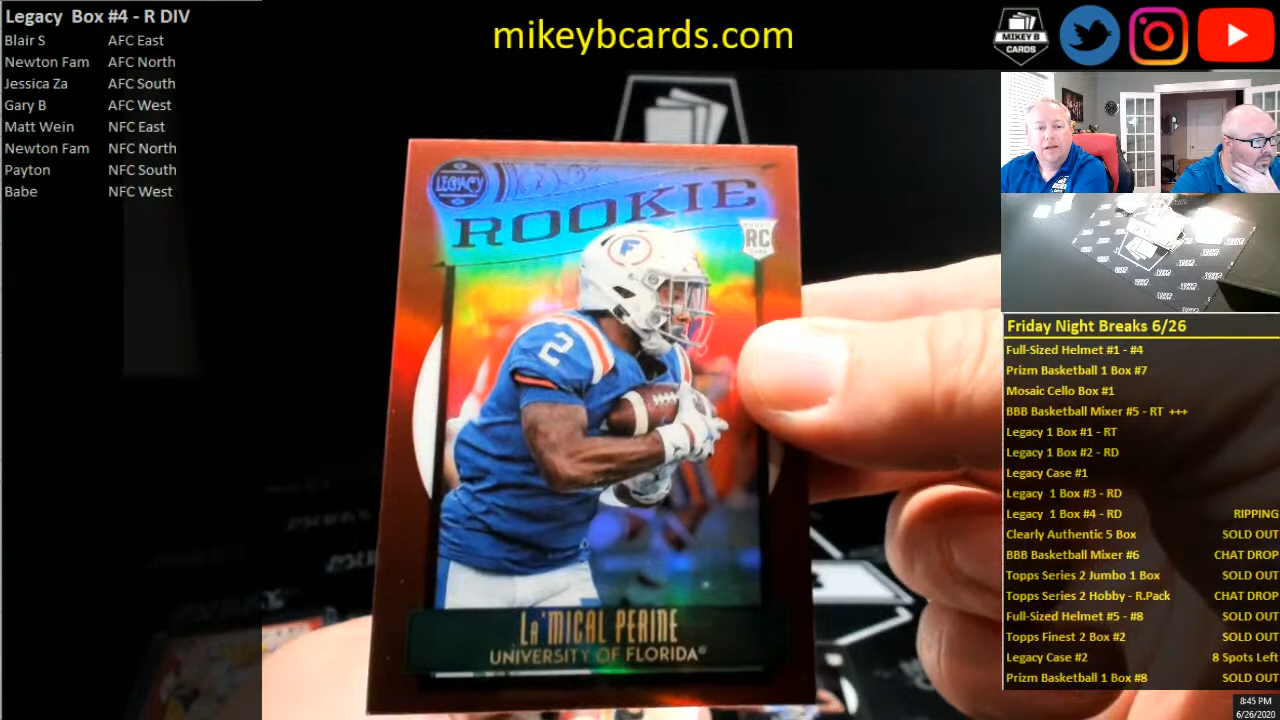 Legacy Box #4 - R DIV
Blair S AFC East
Newton Fam AFC North
Jessica Za AFC South
Gary B AFC West
Matt Wein NFC East
Newton Fam NFC North
Payton NFC South
Babe NFC West
mikeybcards.com
MIKEY B
CARDS
LEGACY
ROOKIE
RC
F
2
LA'MICAL PERINE
UNIVERSITY OF FLORIDA®
Friday Night Breaks 6/26
Full-Sized Helmet #1 - #4
Prizm Basketball 1 Box #7
Mosaic Cello Box #1
BBB Basketball Mixer #5 - RT +++
Legacy 1 Box #1 - RT
Legacy 1 Box #2 - RD
Legacy Case #1
Legacy 1 Box #3 - RD
Legacy 1 Box #4 - RD RIPPING
Clearly Authentic 5 Box SOLD OUT
BBB Basketball Mixer #6 CHAT DROP
Topps Series 2 Jumbo 1 Box SOLD OUT
Topps Series 2 Hobby - R.Pack CHAT DROP
Full-Sized Helmet #5 - #8 SOLD OUT
Topps Finest 2 Box #2 SOLD OUT
Legacy Case #2 8 Spots Left
Prizm Basketball 1 Box #8 SOLD OUT
8:45 PM
6/26/2020